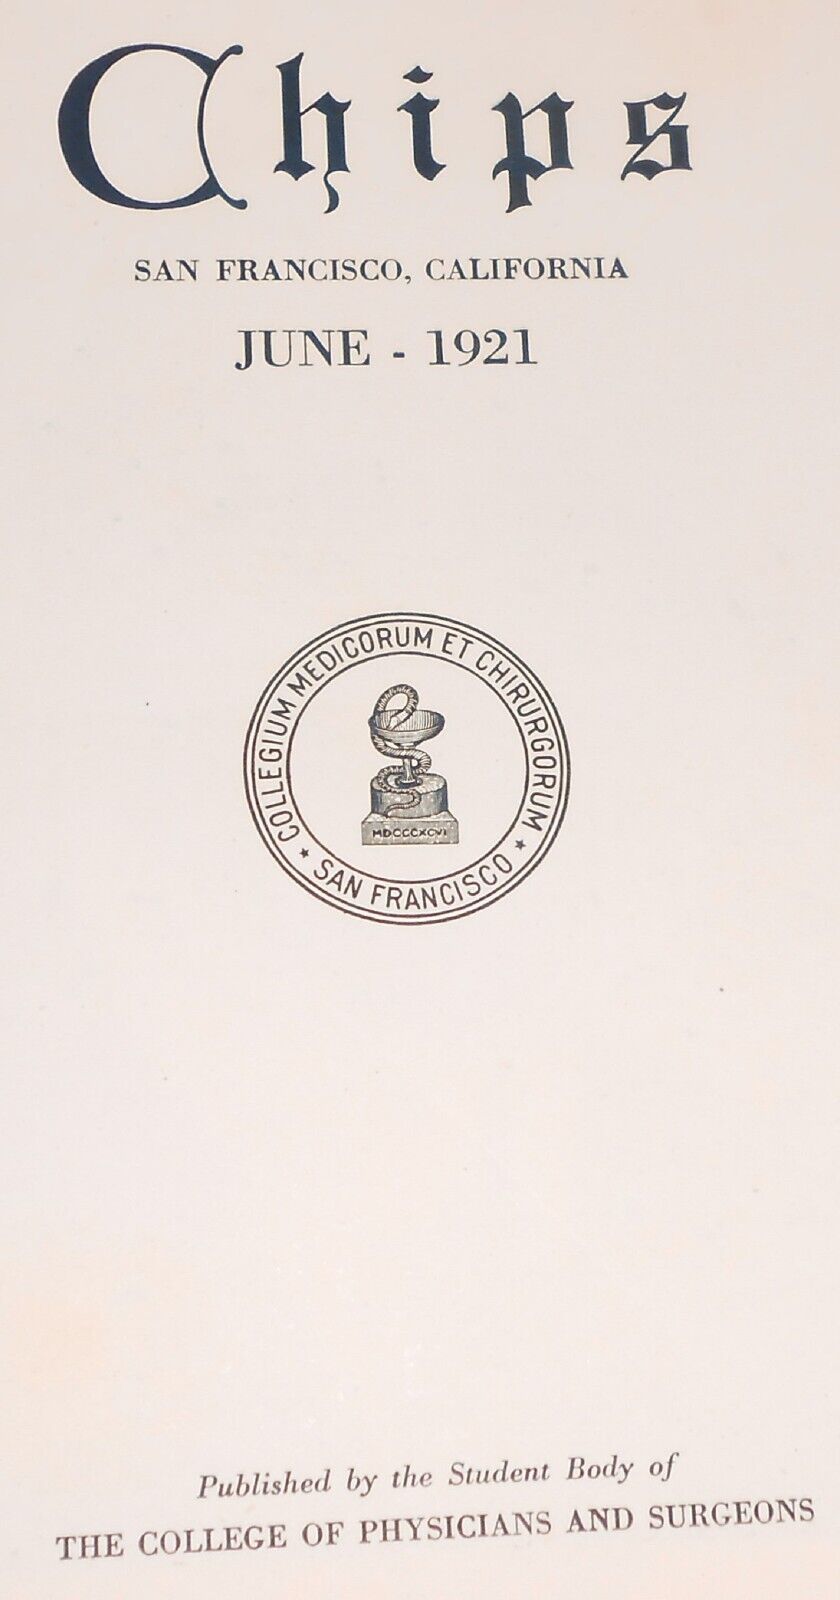 Chips
SAN FRANCISCO, CALIFORNIA
JUNE - 1921
COLLEGIUM MEDICORUM ET CHIRURGORUM
MDCCCXCVI
★ SAN FRANCISCO ★
Published by the Student Body of
THE COLLEGE OF PHYSICIANS AND SURGEONS